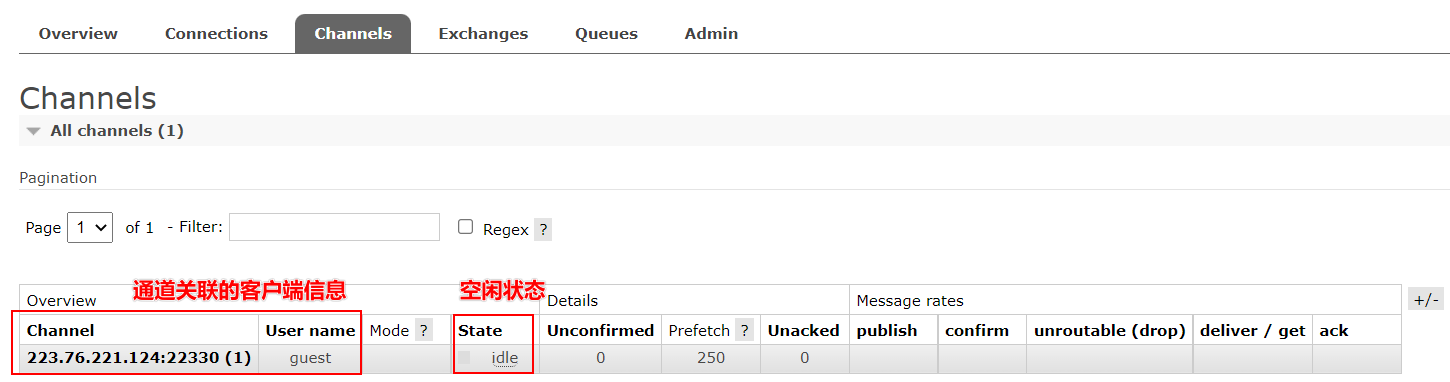 Overview Connections Channels Exchanges Queues Admin
Channels
All channels (1)
Pagination
Page 1 of 1 - Filter: Regex ?
通道关联的客户端信息 空闲状态
Overview Details Message rates +/-
Channel User name Mode ? State Unconfirmed Prefetch ? Unacked publish confirm unroutable (drop) deliver / get ack
223.76.221.124:22330 (1) guest idle 0 250 0